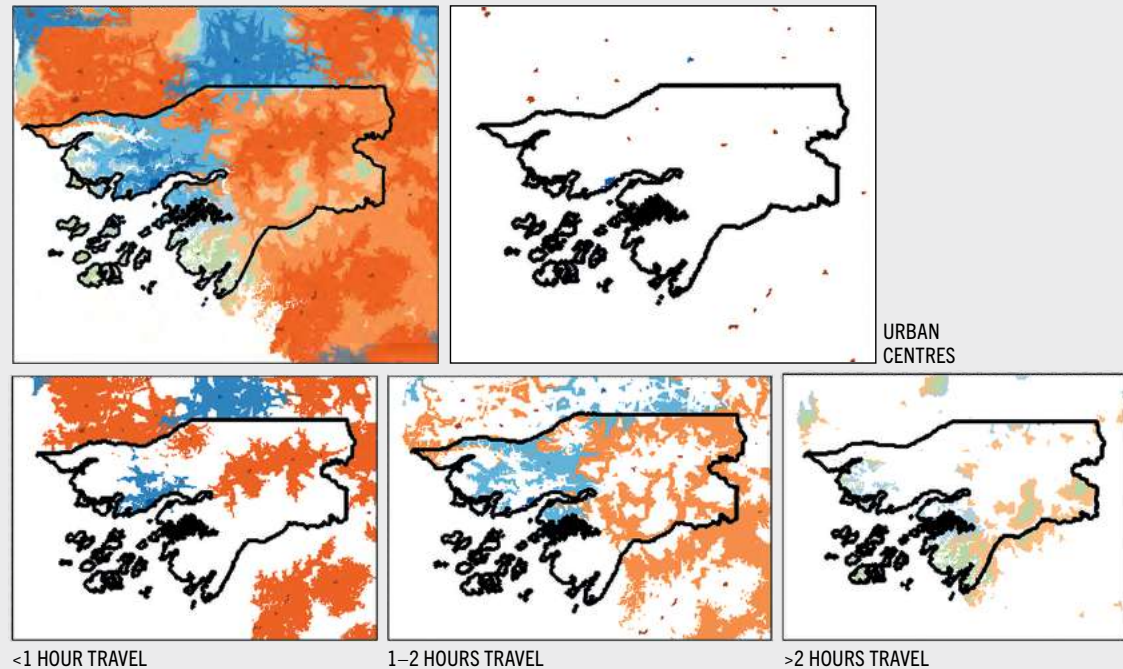 URBAN
CENTRES
<1 HOUR TRAVEL
1–2 HOURS TRAVEL
>2 HOURS TRAVEL